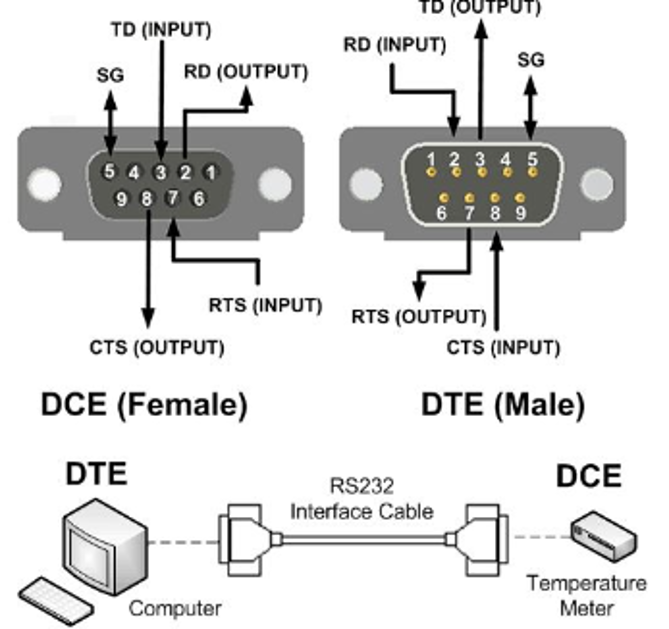 TD (OUTPUT)
TD (INPUT)
RD (INPUT)
SG
RD (OUTPUT)
SG
5 4 3 2 1
9 8 7 6
1 2 3 4 5
6 7 8 9
RTS (INPUT)
RTS (OUTPUT)
CTS (OUTPUT)
CTS (INPUT)
DCE (Female)
DTE (Male)
DTE
DCE
RS232
Interface Cable
Computer
Temperature
Meter